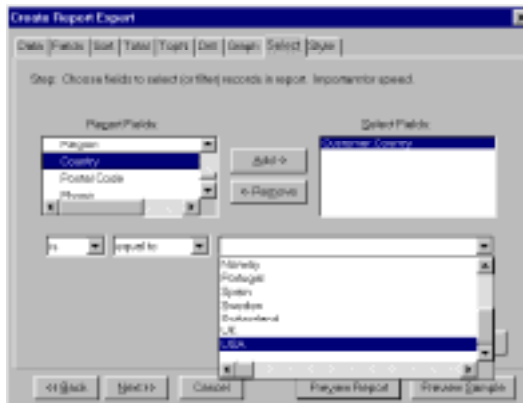 Create Report Expert
Data Fields Sort Total TopN Drill Graph Select Style
Step: Choose fields to select (or filter) records in report. Important for speed.
Report Fields: Select Fields:
Region
Country
Postal Code
Phone
Add ->
<- Remove
Customer Country
is equal to
Norway
Portugal
Spain
Sweden
Switzerland
UK
USA
<< Back Next >> Cancel Preview Report Preview Sample